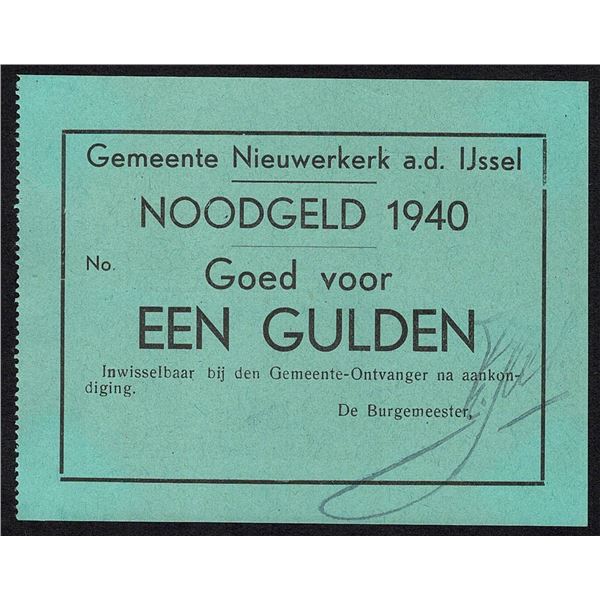 Gemeente Nieuwerkerk a.d. IJssel
NOODGELD 1940
No.
Goed voor
EEN GULDEN
Inwisselbaar bij den Gemeente-Ontvanger na aankon-
diging.
De Burgemeester,